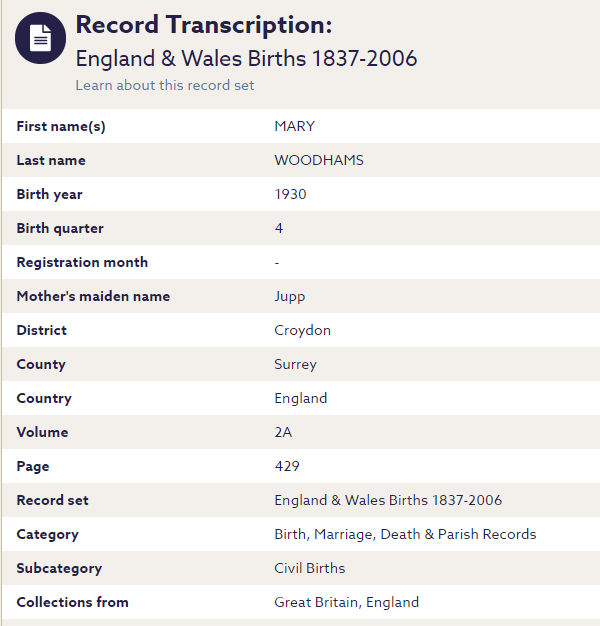 Record Transcription:
England & Wales Births 1837-2006
Learn about this record set
First name(s) MARY
Last name WOODHAMS
Birth year 1930
Birth quarter 4
Registration month -
Mother's maiden name Jupp
District Croydon
County Surrey
Country England
Volume 2A
Page 429
Record set England & Wales Births 1837-2006
Category Birth, Marriage, Death & Parish Records
Subcategory Civil Births
Collections from Great Britain, England